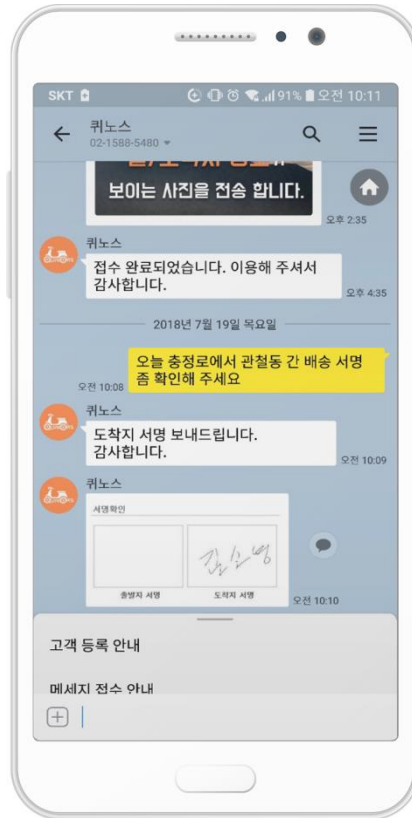 SKT 91% 오전 10:11
퀴노스
02-1588-5480
보이는 사진을 전송 합니다.
오후 2:35
퀴노스
접수 완료되었습니다. 이용해 주셔서
감사합니다.
오후 4:35
2018년 7월 19일 목요일
오늘 충정로에서 관철동 간 배송 서명
좀 확인해 주세요
오전 10:08
퀴노스
도착지 서명 보내드립니다.
감사합니다.
오전 10:09
퀴노스
서명확인
출발지 서명 도착지 서명
오전 10:10
고객 등록 안내
메세지 접수 안내